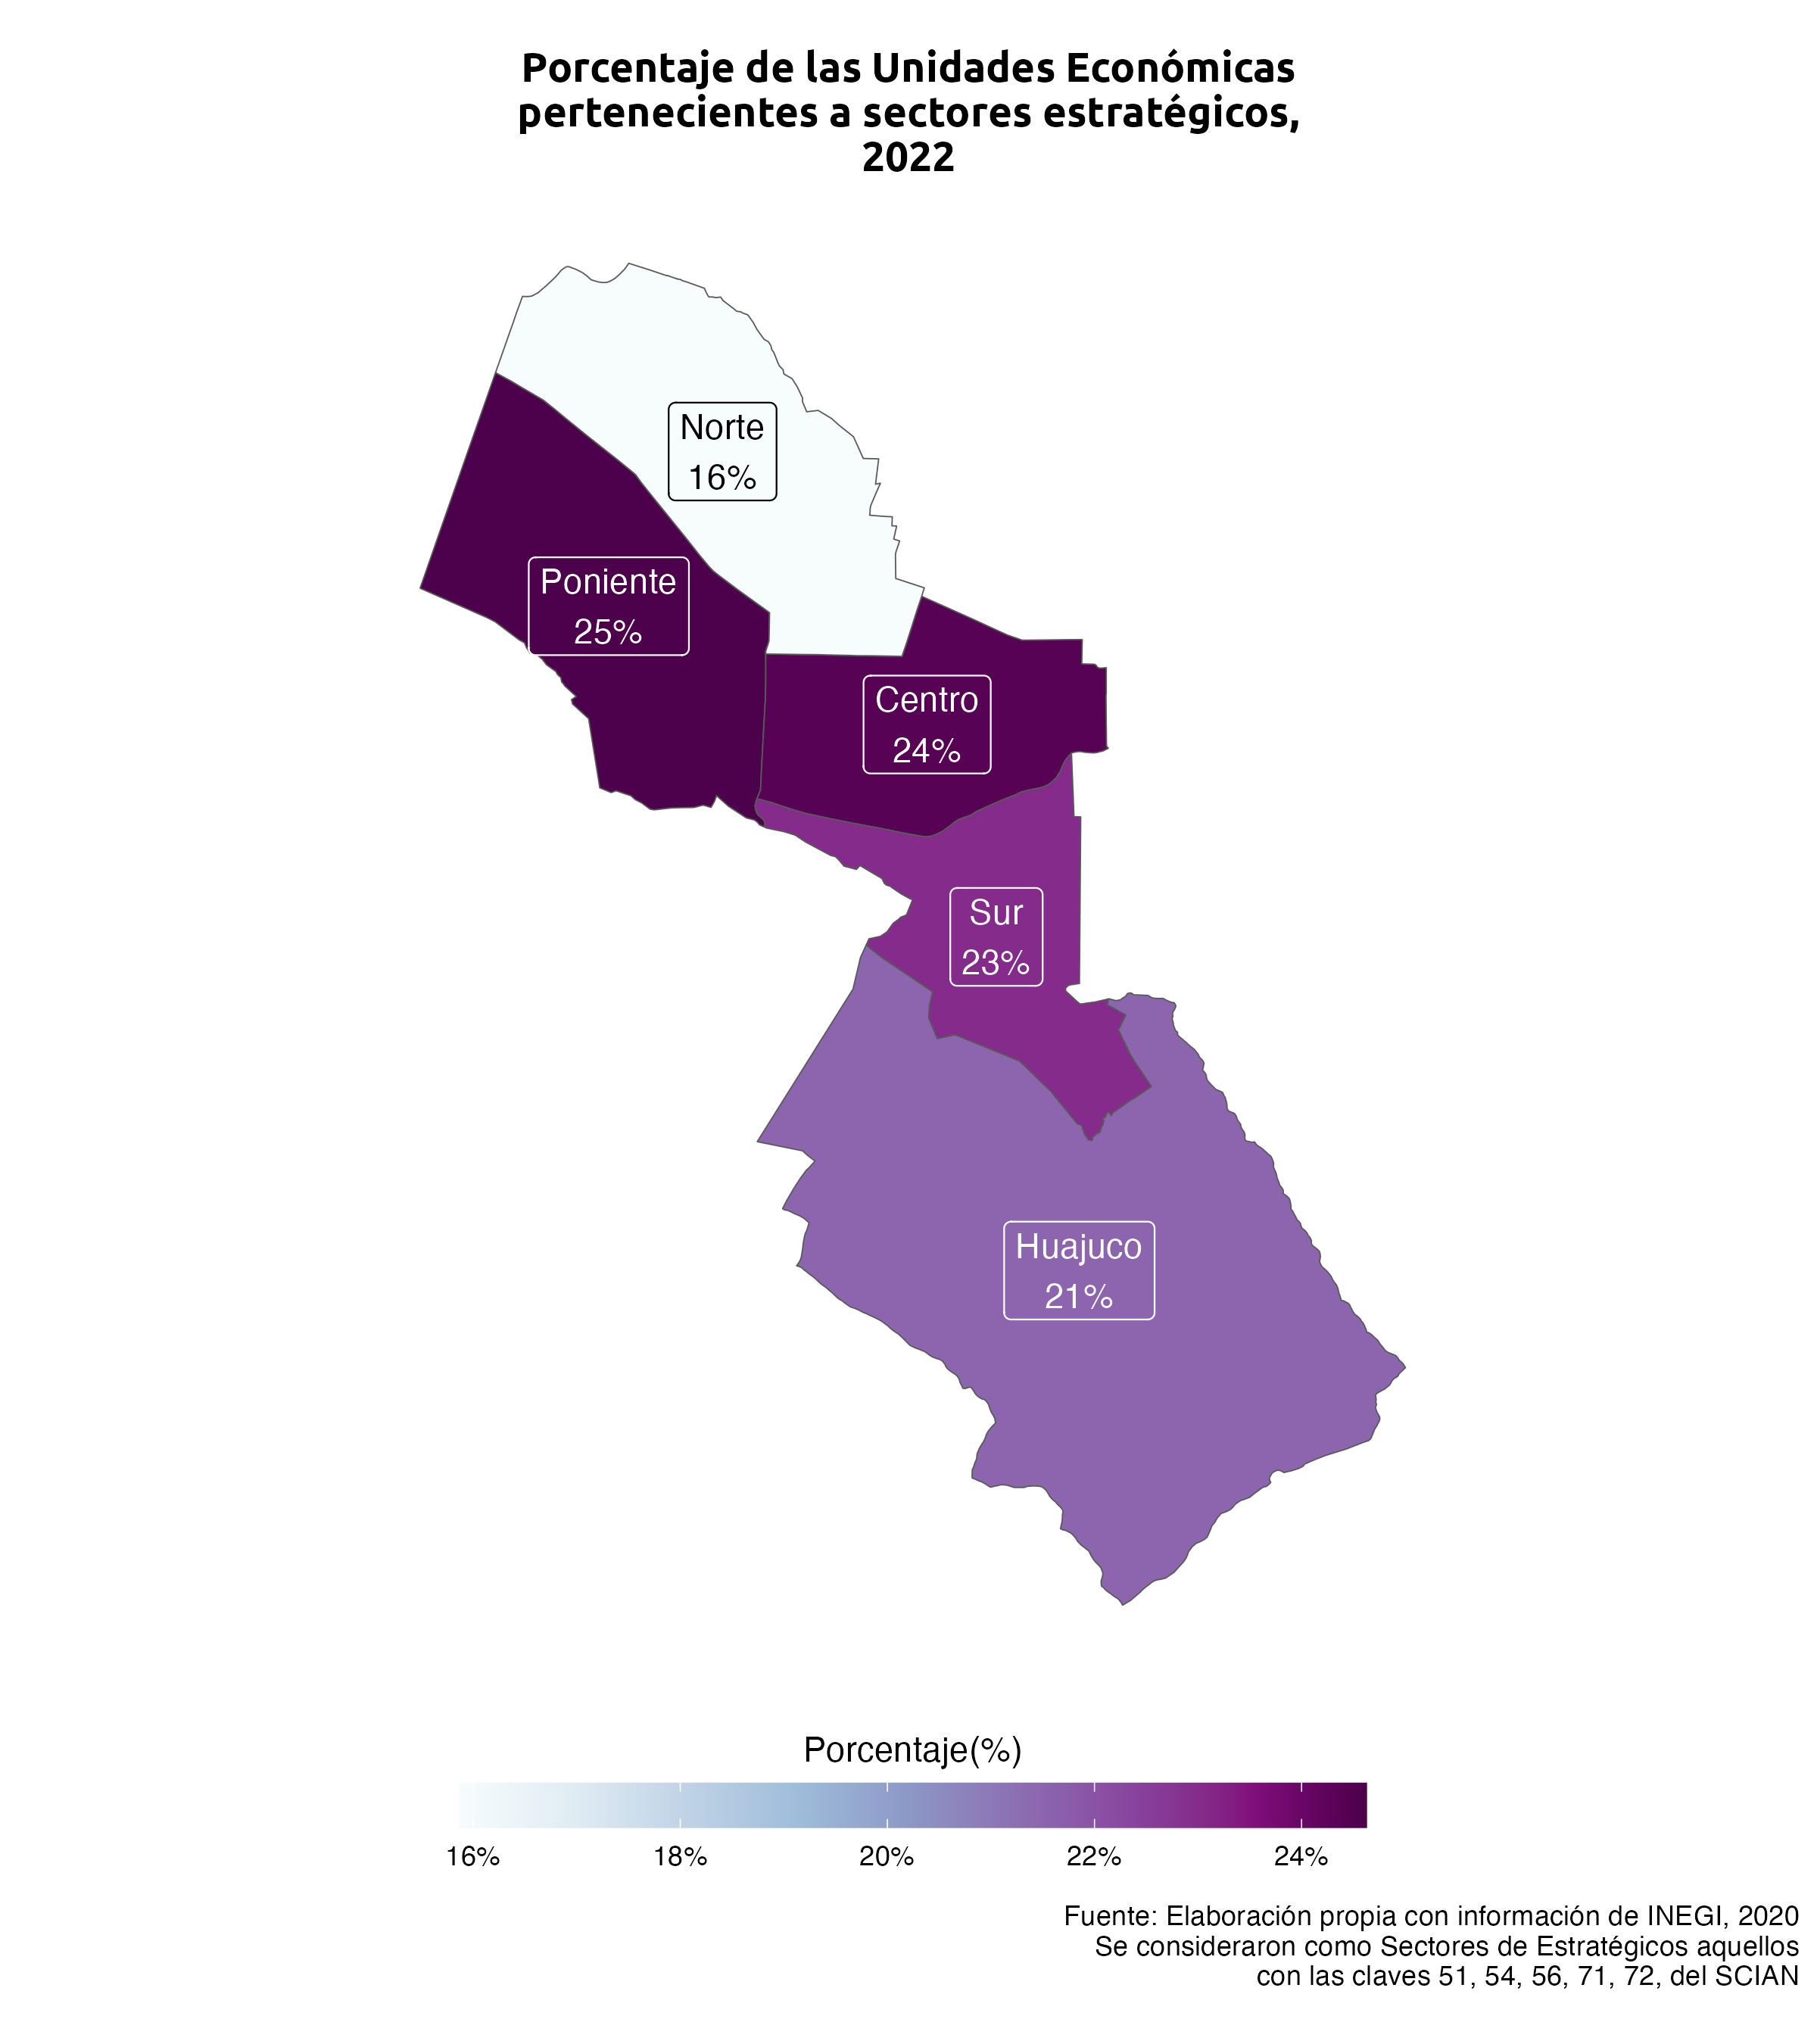 Porcentaje de las Unidades Económicas
pertenecientes a sectores estratégicos,
2022
Norte
16%
Poniente
25%
Centro
24%
Sur
23%
Huajuco
21%
Porcentaje(%)
16%
18%
20%
22%
24%
Fuente: Elaboración propia con información de INEGI, 2020
Se consideraron como Sectores de Estratégicos aquellos
con las claves 51, 54, 56, 71, 72, del SCIAN